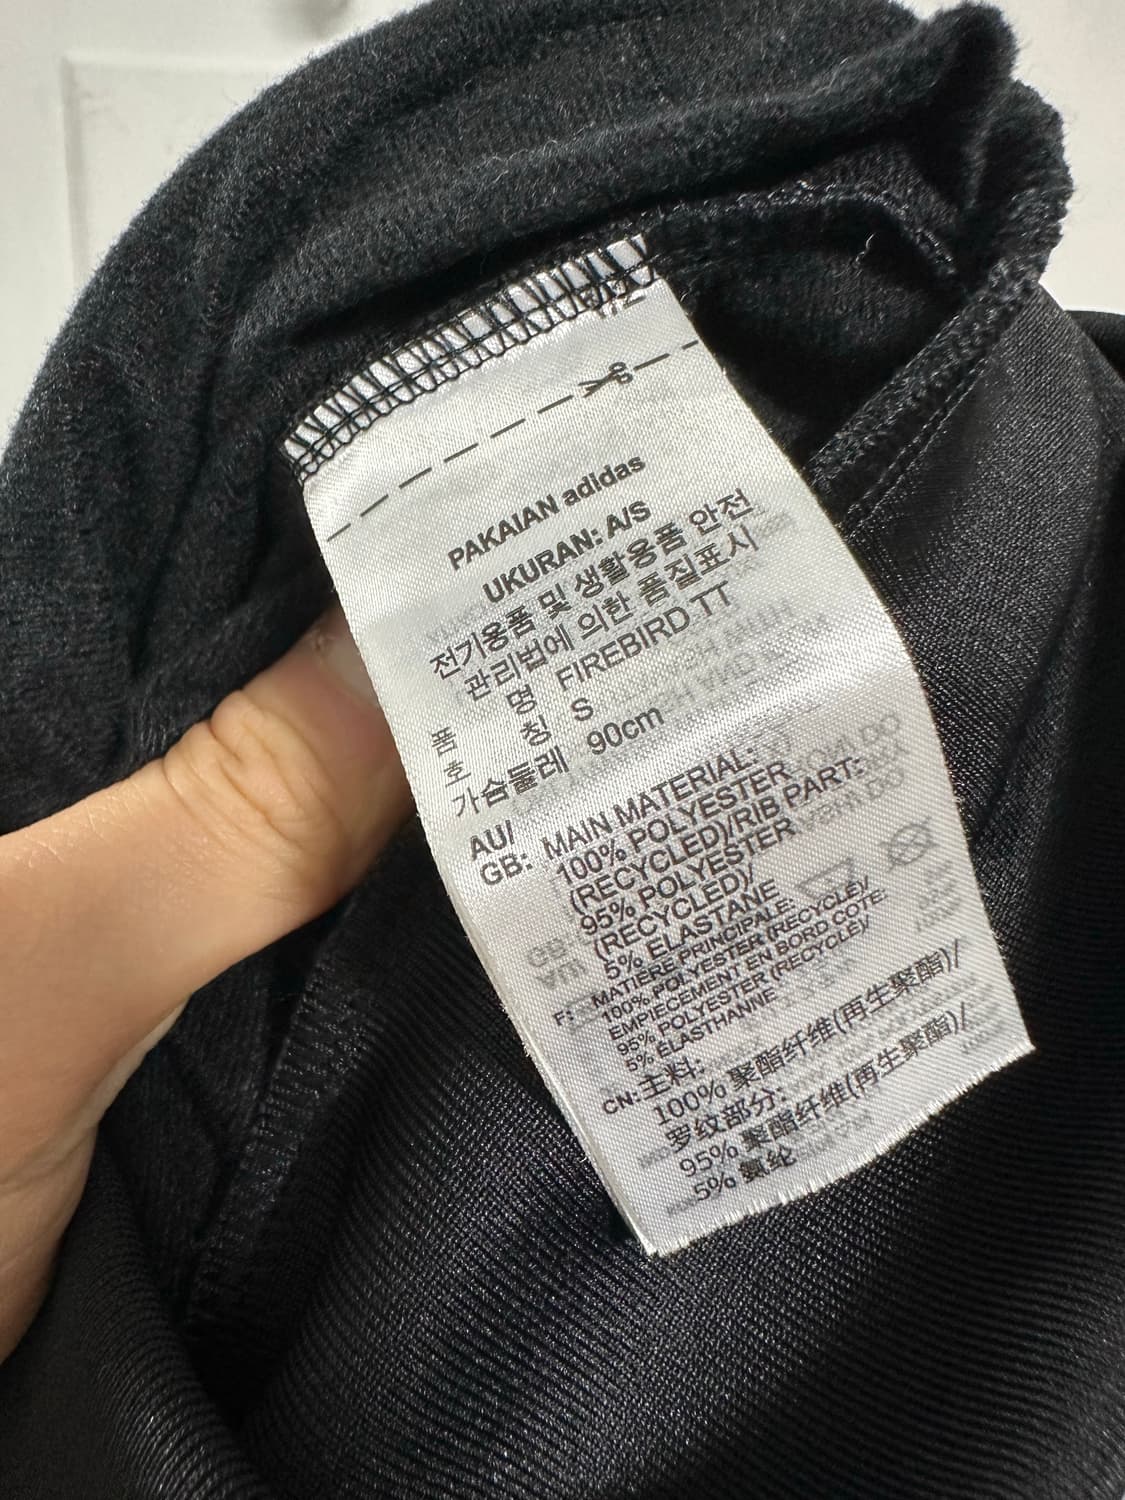 PAKAIAN adidas
UKURAN: A/S
전기용품 및 생활용품 안전
관리법에 의한 품질표시
품 명 FIREBIRD TT
호 칭 S
가슴둘레 90cm
AU/
GB: MAIN MATERIAL:
100% POLYESTER
(RECYCLED)/RIB PART:
95% POLYESTER
(RECYCLED)/
5% ELASTANE
F: MATIÈRE PRINCIPALE:
100% POLYESTER (RECYCLÉ)/
EMPIECEMENT EN BORD COTE:
95% POLYESTER (RECYCLÉ)/
5% ÉLASTHANNE
CN: 主料:
100% 聚酯纤维(再生聚酯)/
罗纹部分:
95% 聚酯纤维(再生聚酯)/
5% 氨纶